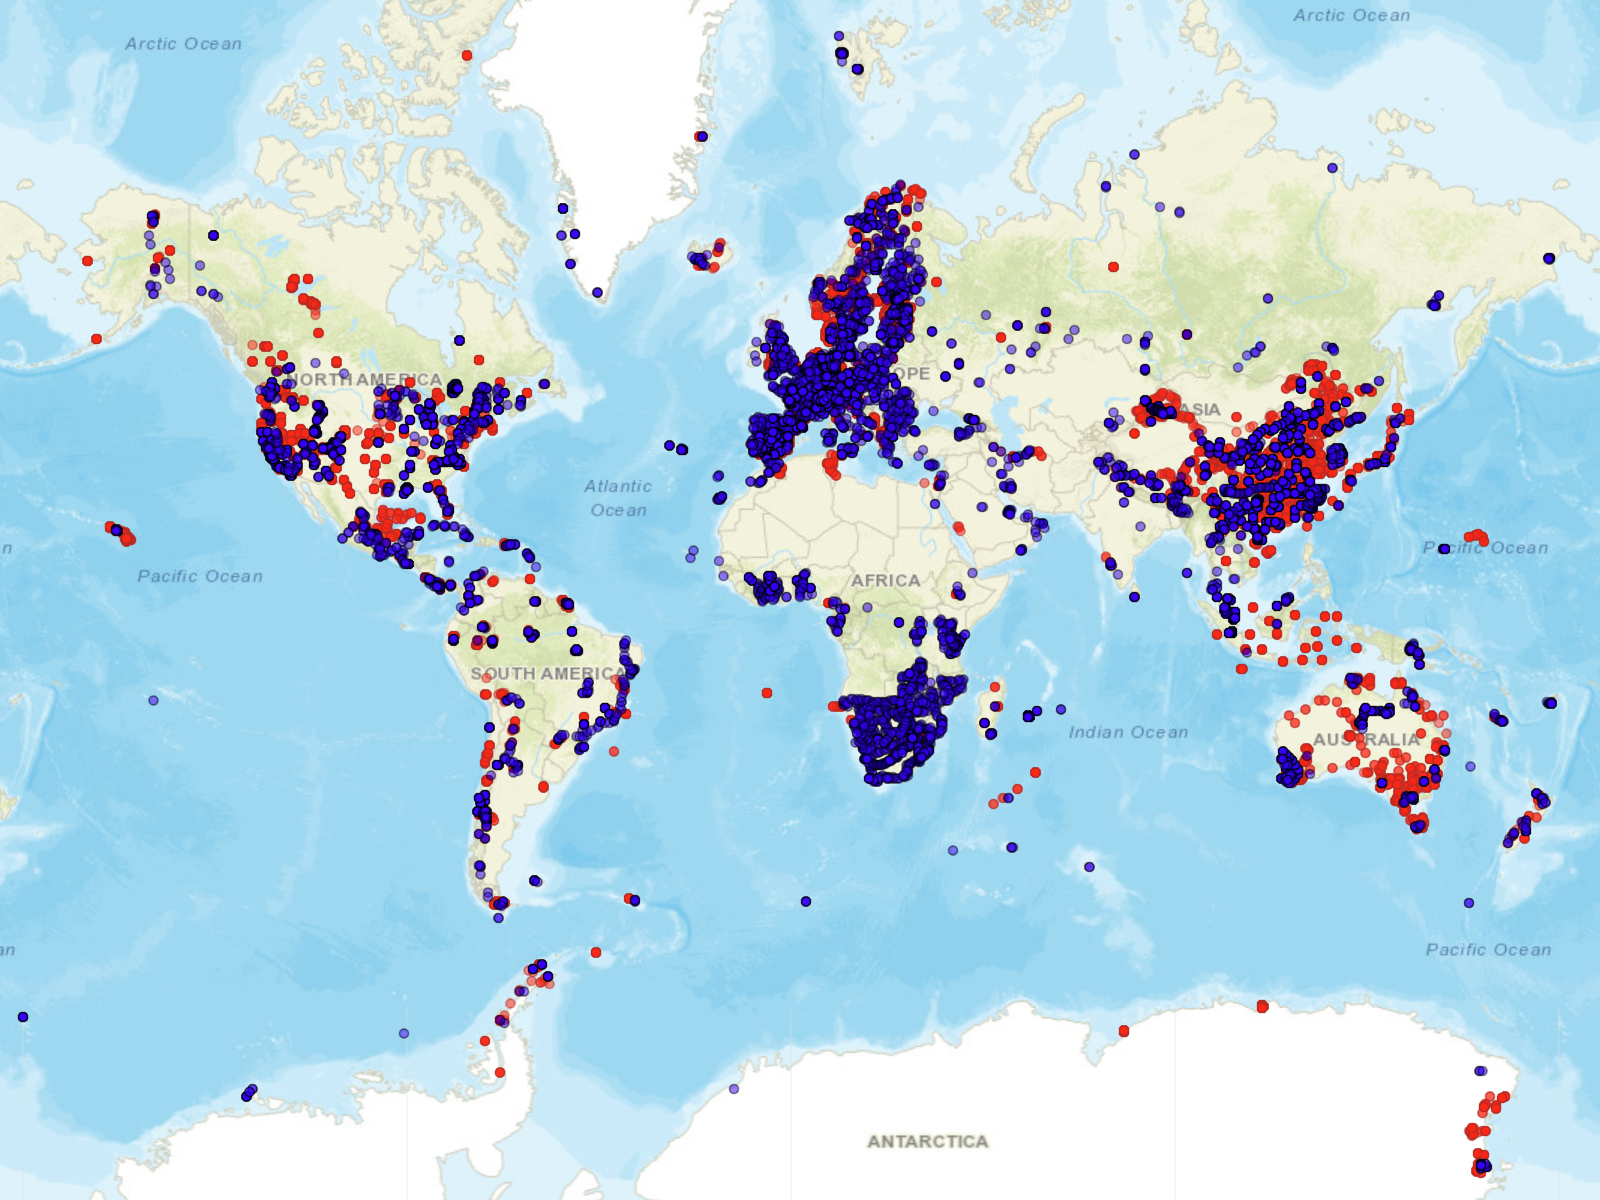 Arctic Ocean
Arctic Ocean
NORTH AMERICA
OPE
ASIA
Atlantic
Ocean
n
Pacific Ocean
Pacific Ocean
AFRICA
SOUTH AMERICA
Indian Ocean
AUSTRALIA
an
Pacific Ocean
ANTARCTICA